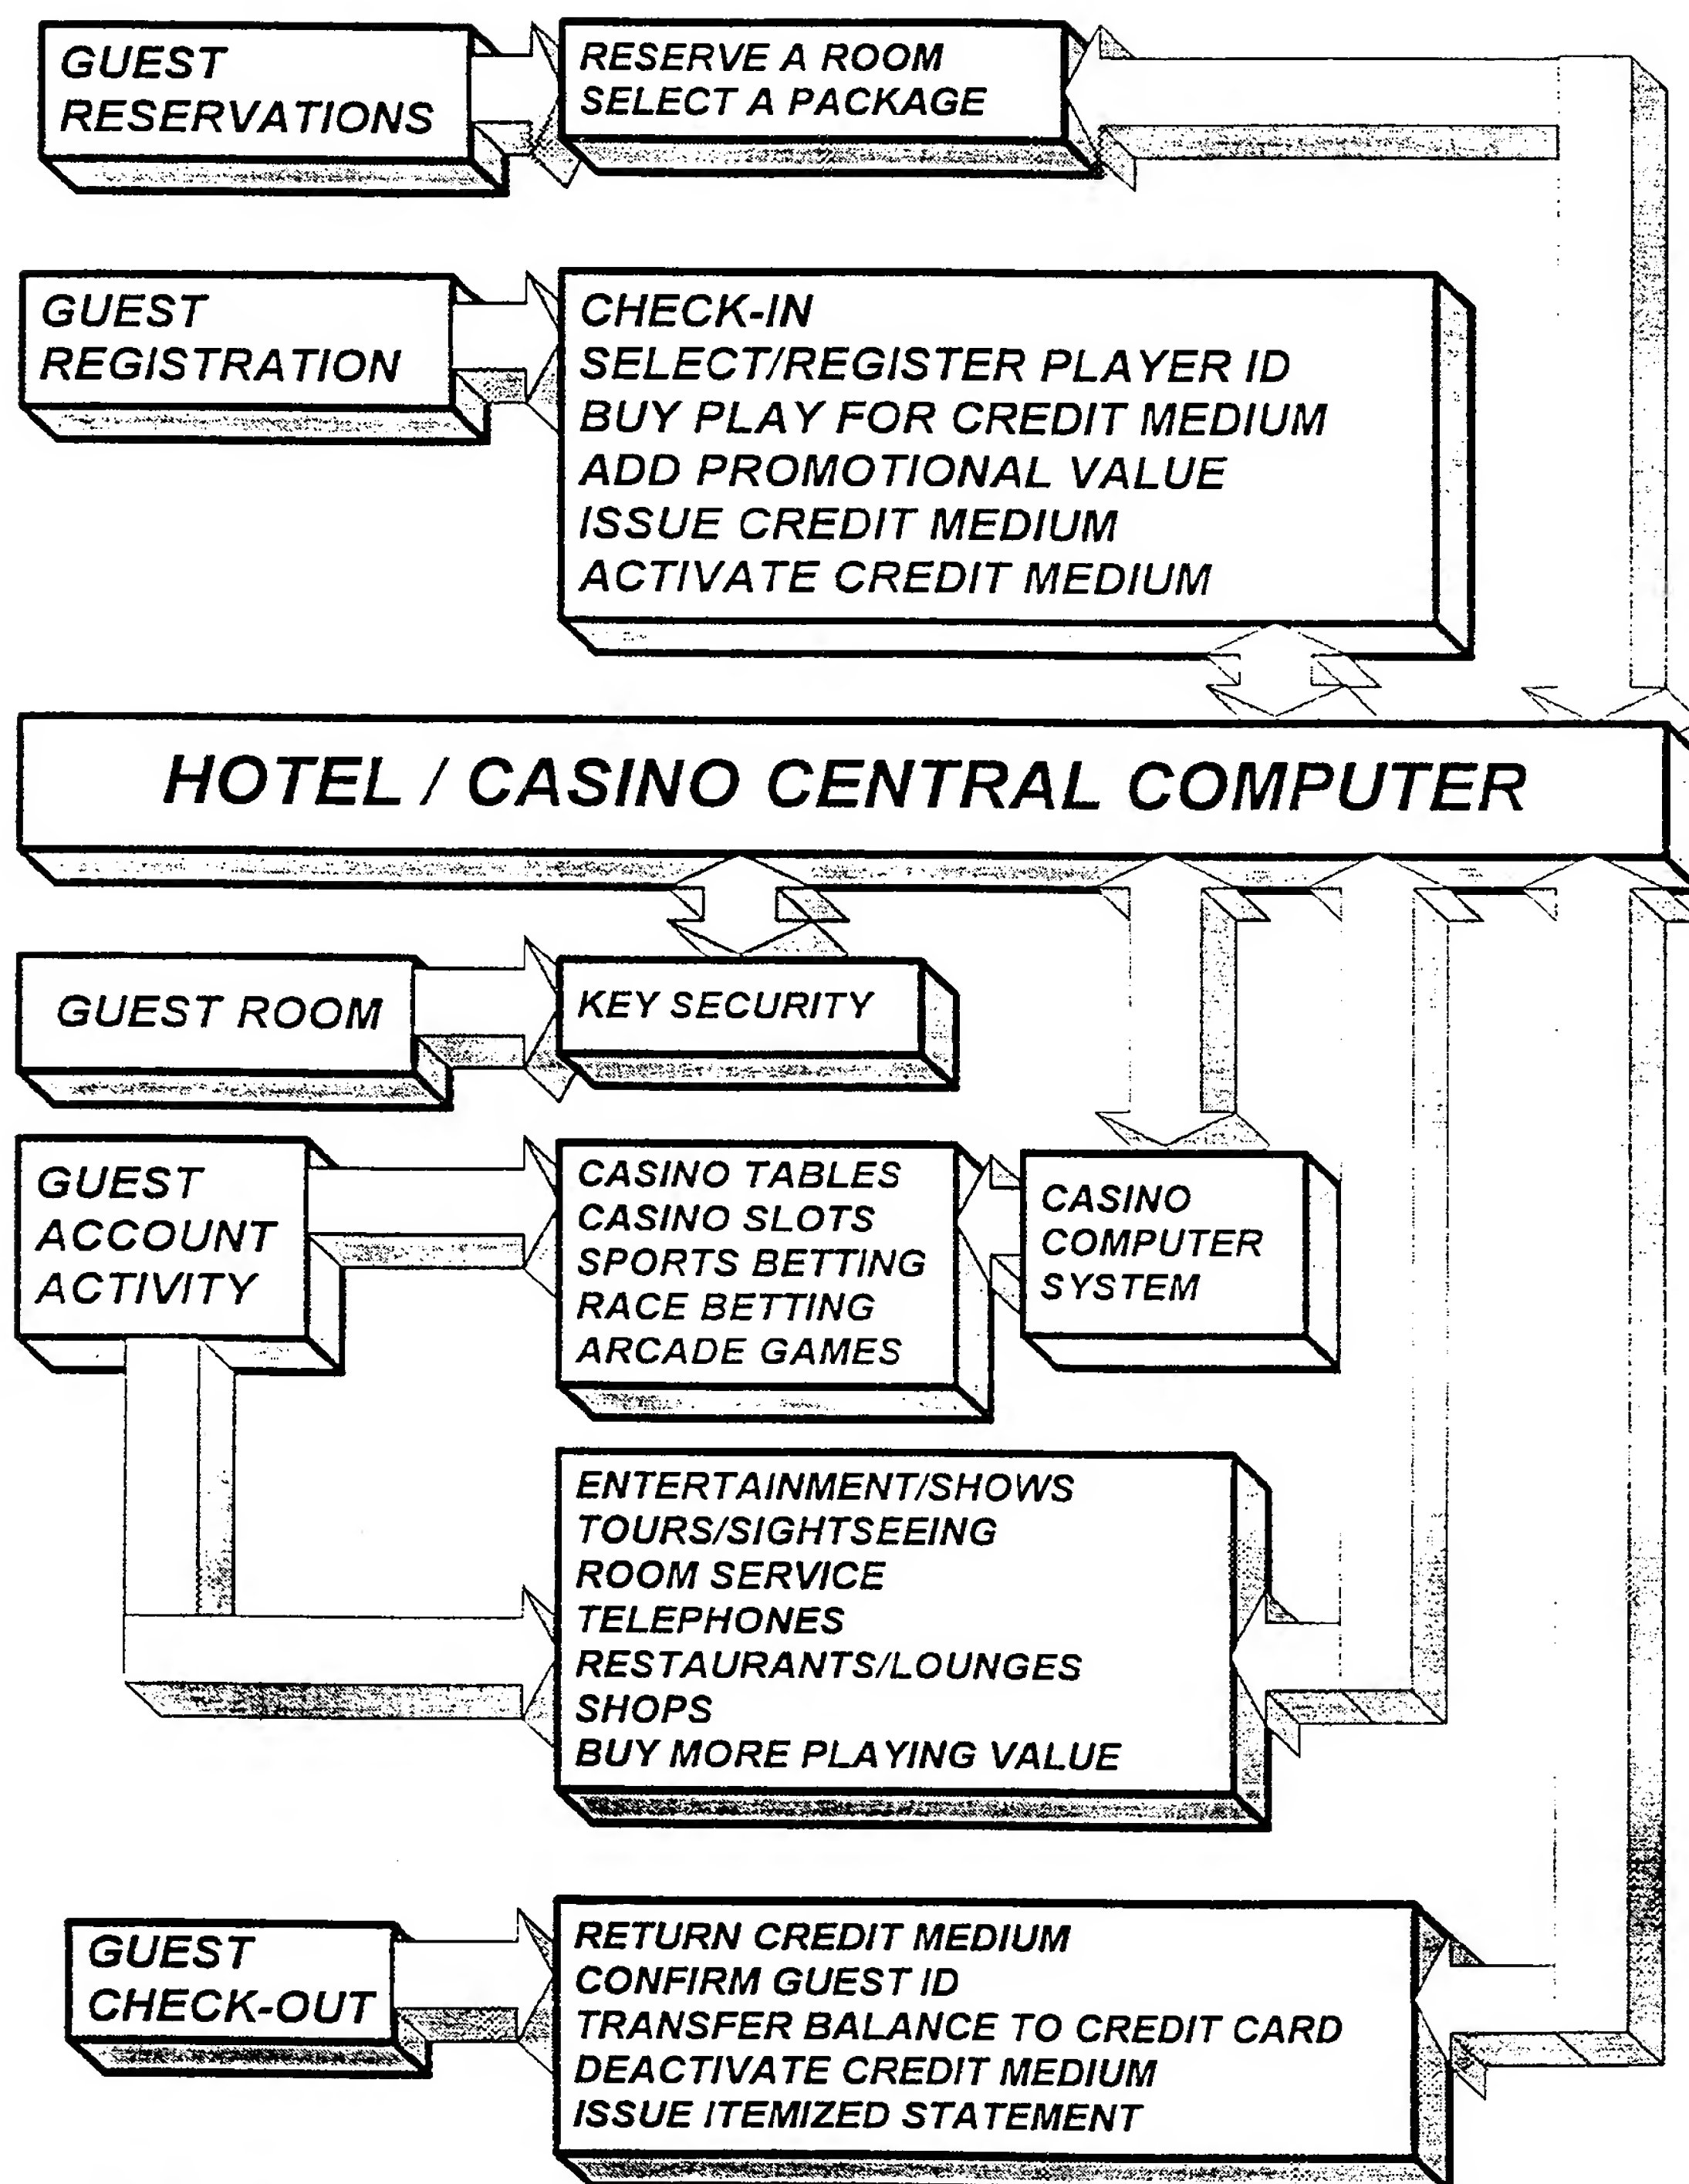 GUEST
RESERVATIONS
RESERVE A ROOM
SELECT A PACKAGE
GUEST
REGISTRATION
CHECK-IN
SELECT/REGISTER PLAYER ID
BUY PLAY FOR CREDIT MEDIUM
ADD PROMOTIONAL VALUE
ISSUE CREDIT MEDIUM
ACTIVATE CREDIT MEDIUM
HOTEL / CASINO CENTRAL COMPUTER
GUEST ROOM
KEY SECURITY
GUEST
ACCOUNT
ACTIVITY
CASINO TABLES
CASINO SLOTS
SPORTS BETTING
RACE BETTING
ARCADE GAMES
CASINO
COMPUTER
SYSTEM
ENTERTAINMENT/SHOWS
TOURS/SIGHTSEEING
ROOM SERVICE
TELEPHONES
RESTAURANTS/LOUNGES
SHOPS
BUY MORE PLAYING VALUE
GUEST
CHECK-OUT
RETURN CREDIT MEDIUM
CONFIRM GUEST ID
TRANSFER BALANCE TO CREDIT CARD
DEACTIVATE CREDIT MEDIUM
ISSUE ITEMIZED STATEMENT